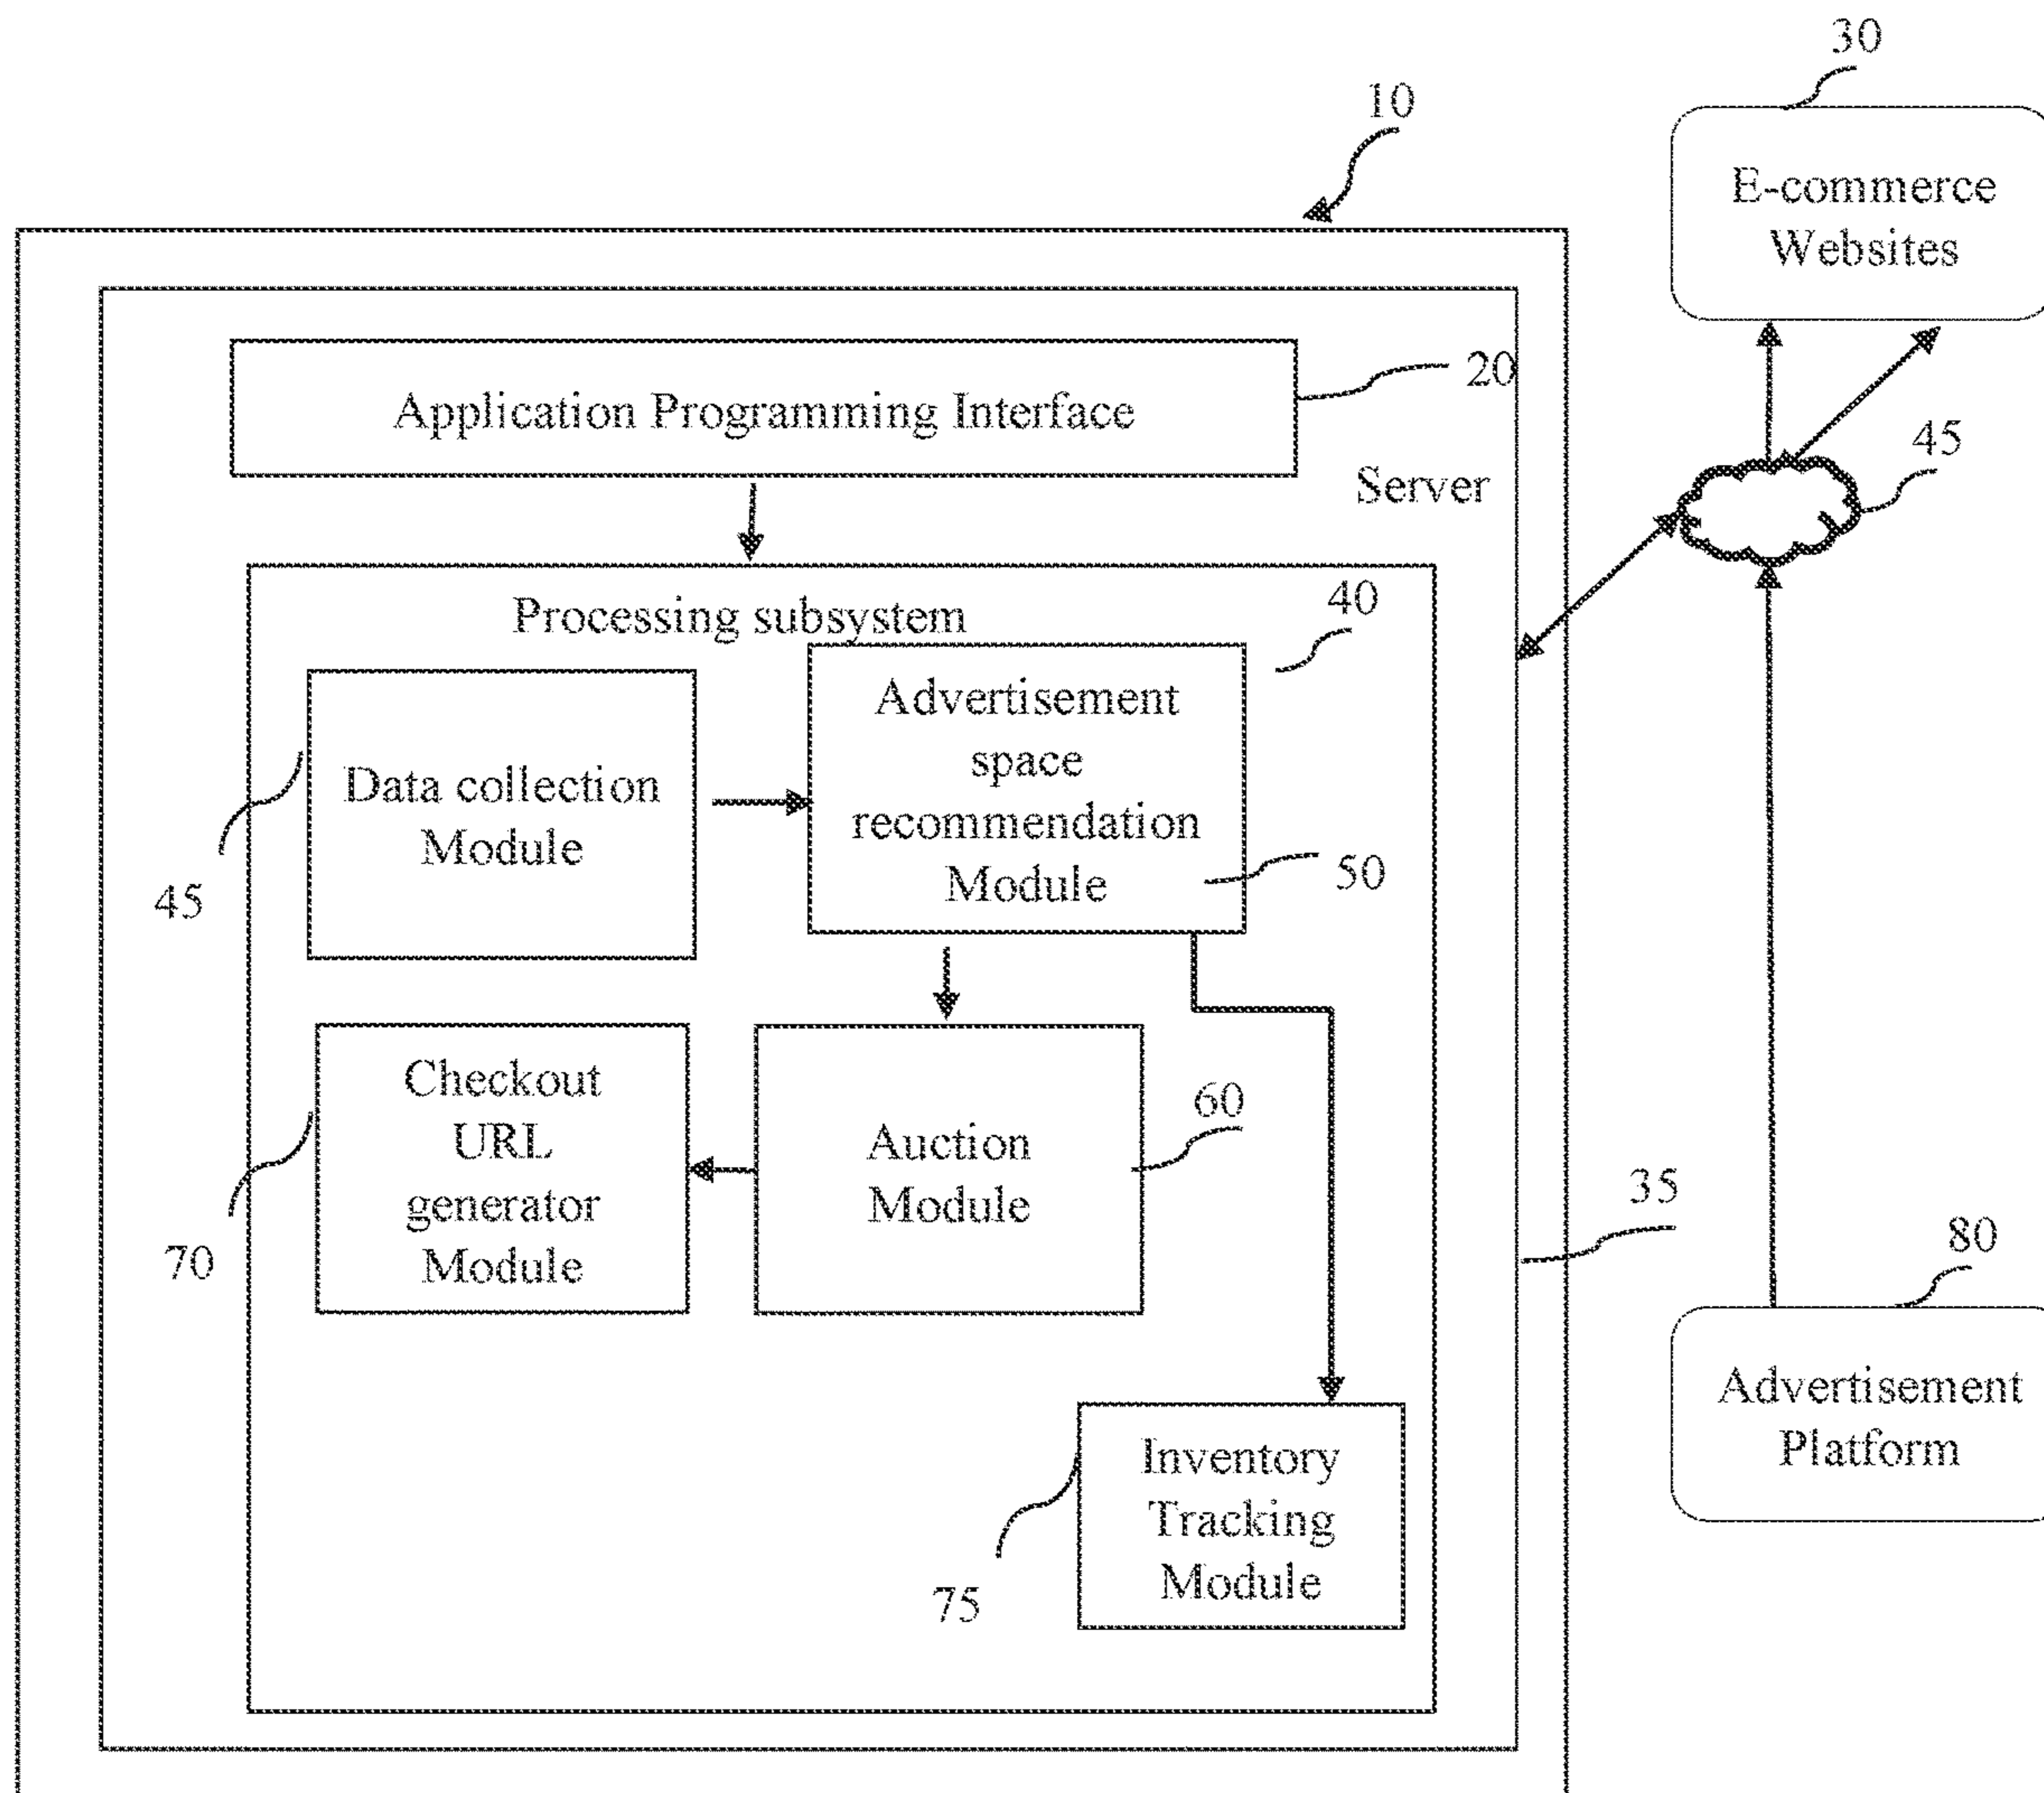 30
10
E-commerce
Websites
20
Application Programming Interface
45
Server
40
Processing subsystem
Advertisement
space
recommendation
Module
Data collection
Module
50
45
Checkout
URL
generator
Module
60
Auction
Module
70
35
80
Advertisement
Platform
Inventory
Tracking
Module
75